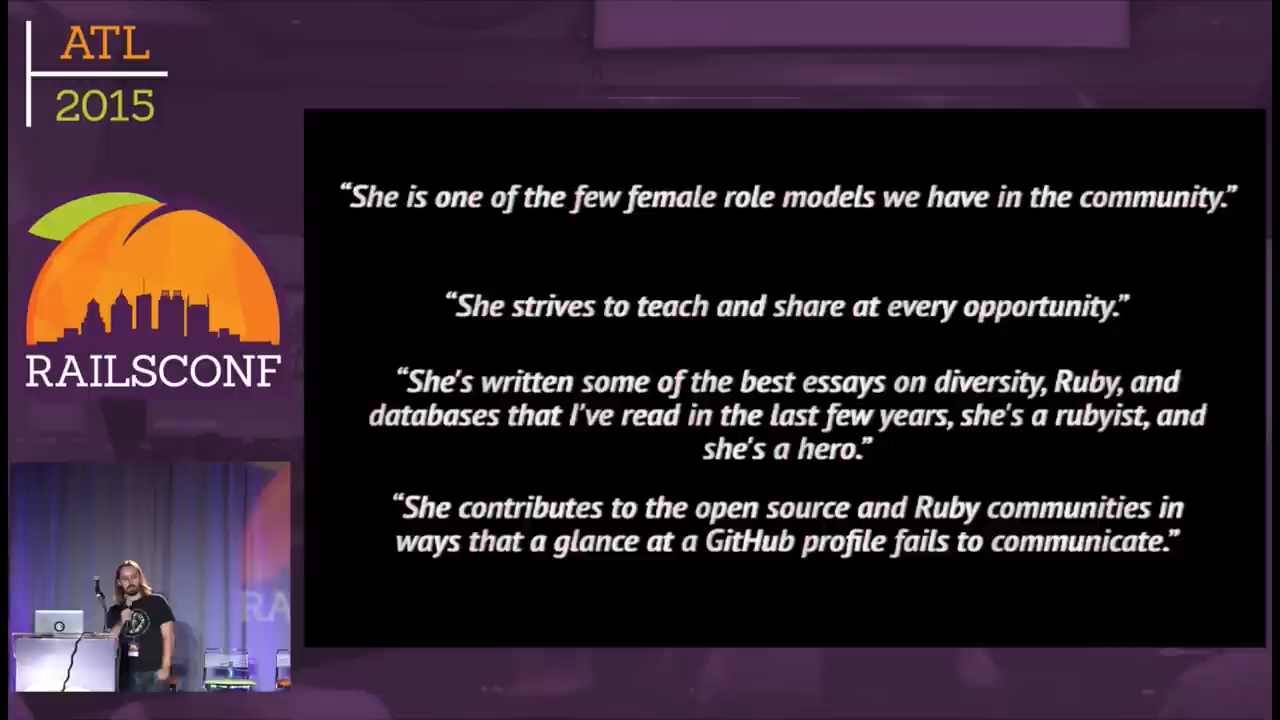 ATL
2015
RAILSCONF
“She is one of the few female role models we have in the community.”
“She strives to teach and share at every opportunity.”
“She's written some of the best essays on diversity, Ruby, and
databases that I've read in the last few years, she's a rubyist, and
she's a hero.”
“She contributes to the open source and Ruby communities in
ways that a glance at a GitHub profile fails to communicate.”
RA